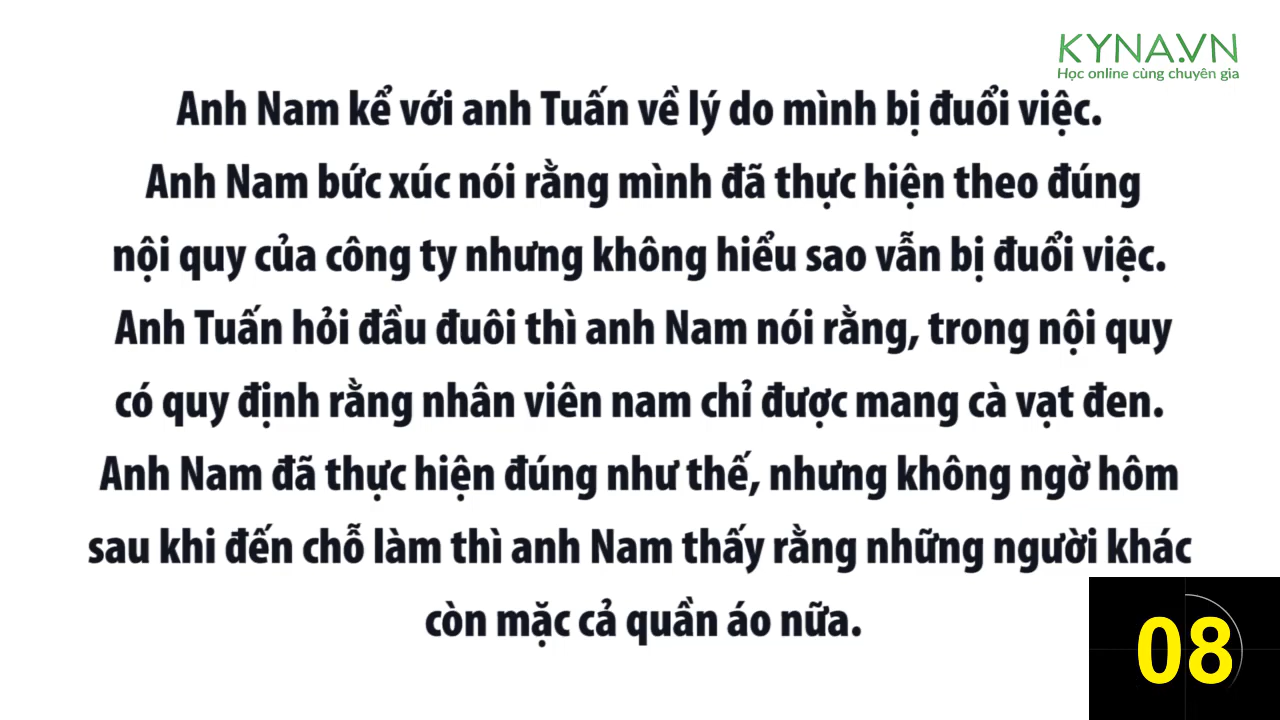 KYNA.VN
Học online cùng chuyên gia
Anh Nam kể với anh Tuấn về lý do mình bị đuổi việc.
Anh Nam bức xúc nói rằng mình đã thực hiện theo đúng
nội quy của công ty nhưng không hiểu sao vẫn bị đuổi việc.
Anh Tuấn hỏi đầu đuôi thì anh Nam nói rằng, trong nội quy
có quy định rằng nhân viên nam chỉ được mang cà vạt đen.
Anh Nam đã thực hiện đúng như thế, nhưng không ngờ hôm
sau khi đến chỗ làm thì anh Nam thấy rằng những người khác
còn mặc cả quần áo nữa.
08